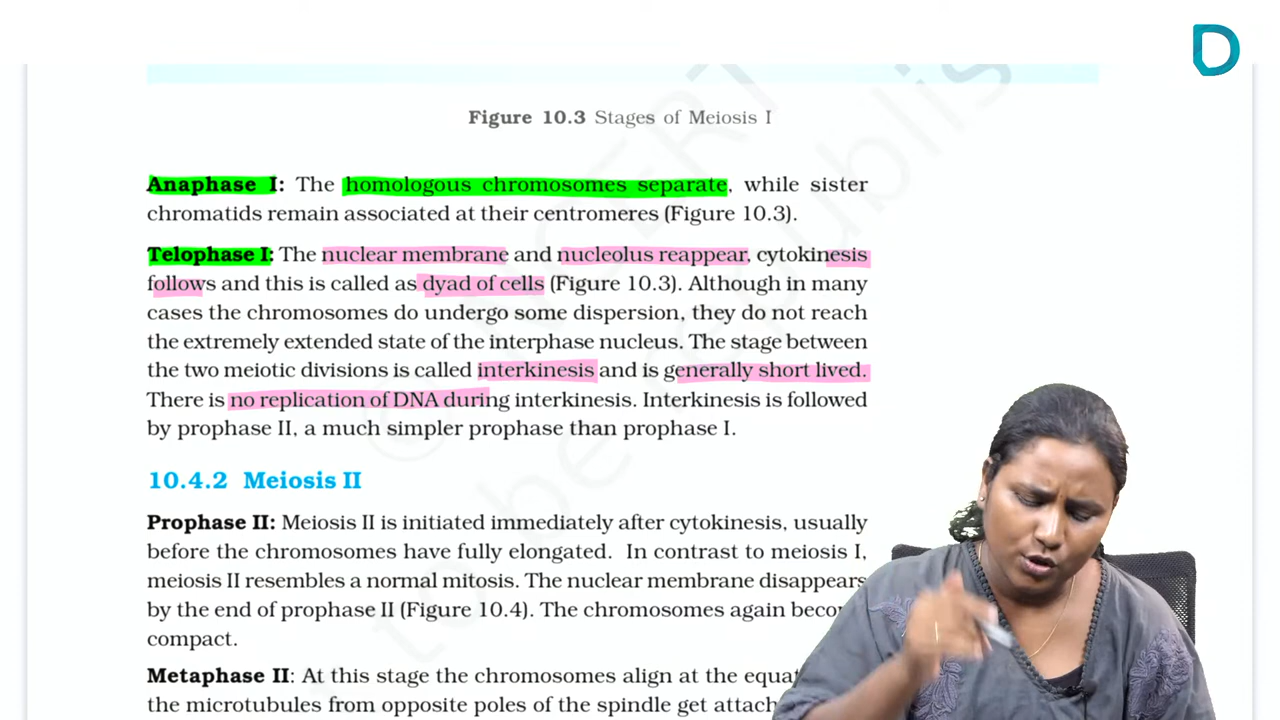 D
Figure 10.3 Stages of Meiosis I
Anaphase I: The homologous chromosomes separate, while sister
chromatids remain associated at their centromeres (Figure 10.3).
Telophase I: The nuclear membrane and nucleolus reappear, cytokinesis
follows and this is called as dyad of cells (Figure 10.3). Although in many
cases the chromosomes do undergo some dispersion, they do not reach
the extremely extended state of the interphase nucleus. The stage between
the two meiotic divisions is called interkinesis and is generally short lived.
There is no replication of DNA during interkinesis. Interkinesis is followed
by prophase II, a much simpler prophase than prophase I.
10.4.2 Meiosis II
Prophase II: Meiosis II is initiated immediately after cytokinesis, usually
before the chromosomes have fully elongated. In contrast to meiosis I,
meiosis II resembles a normal mitosis. The nuclear membrane disappears
by the end of prophase II (Figure 10.4). The chromosomes again
compact.
Metaphase II: At this stage the chromosomes align at the
the microtubules from opposite poles of the spindle get